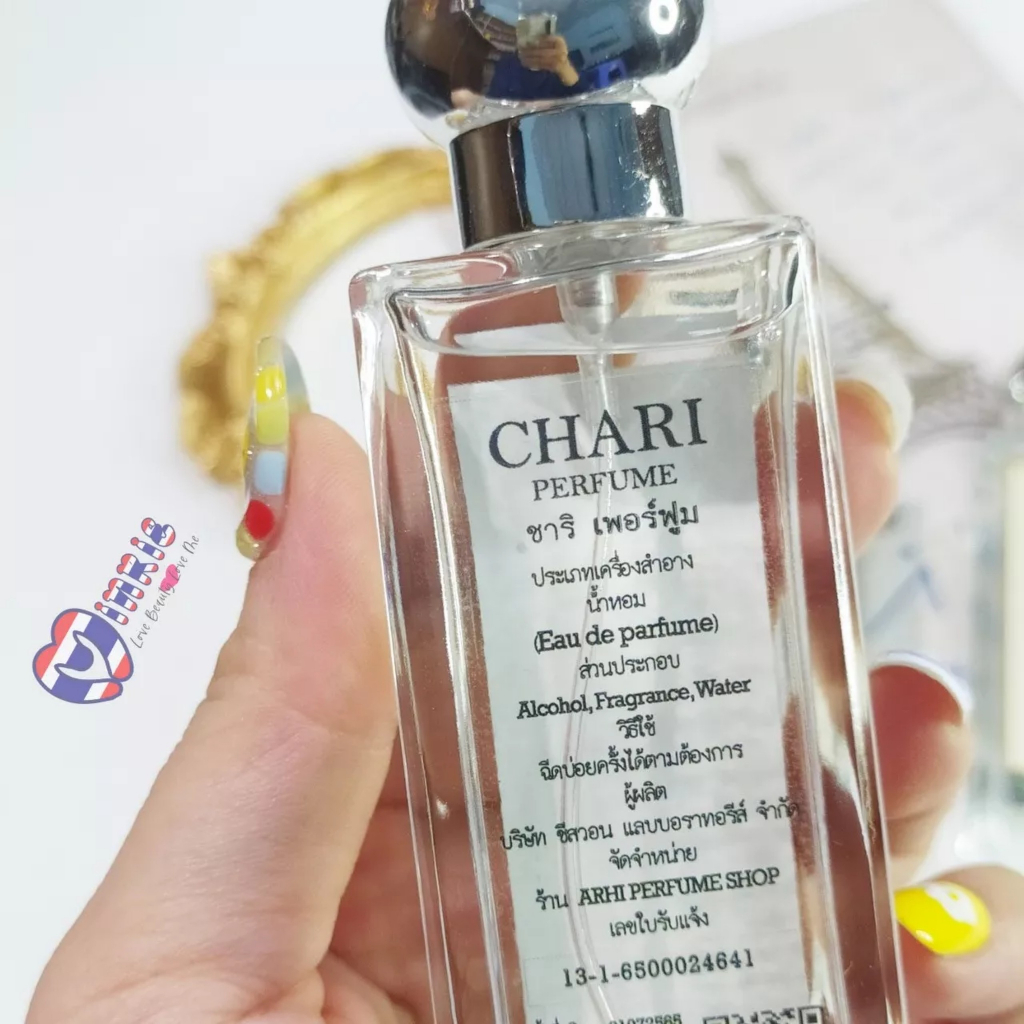 CHARI
PERFUME
ชาริ เพอร์ฟูม
ประเภทเครื่องสำอาง
น้ำหอม
(Eau de parfume)
ส่วนประกอบ
Alcohol, Fragrance, Water
วิธีใช้
ฉีดบ่อยครั้งได้ตามต้องการ
ผู้ผลิต
บริษัท ชีสวอน แลบบอราทอรีส์ จำกัด
จัดจำหน่าย
ร้าน ARHI PERFUME SHOP
เลขใบรับแจ้ง
13-1-6500024641
Love Beauty Love Me